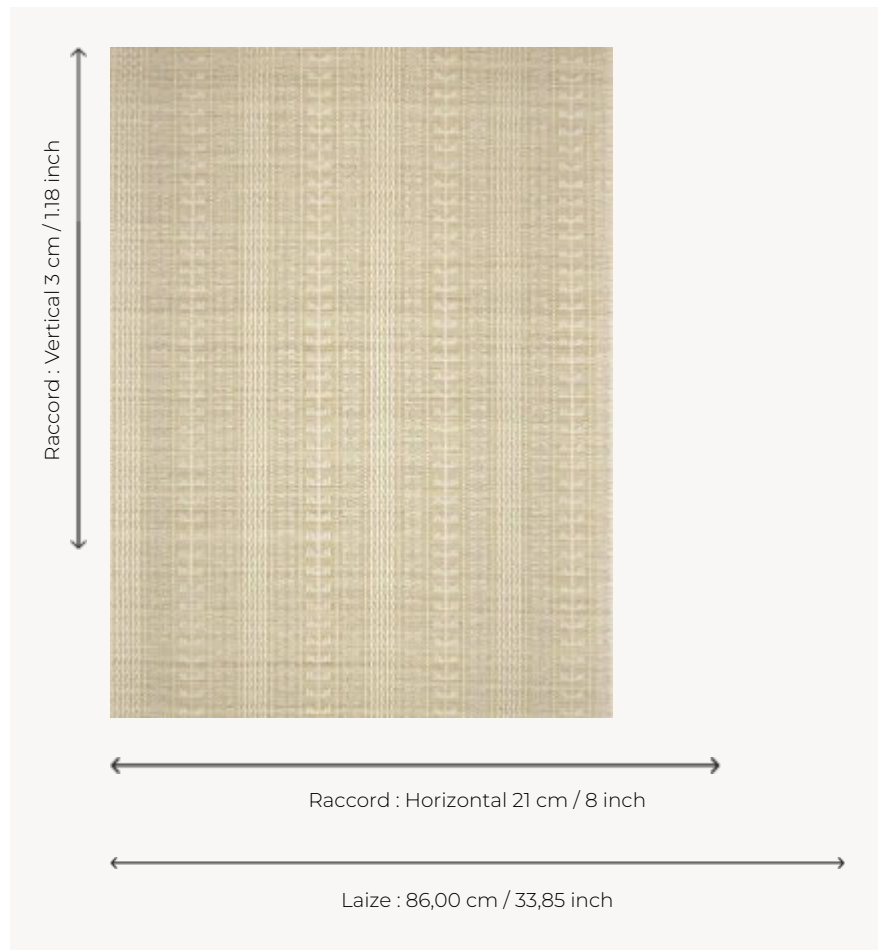 Raccord : Vertical 3 cm / 1.18 inch
Raccord : Horizontal 21 cm / 8 inch
Laize : 86,00 cm / 33,85 inch